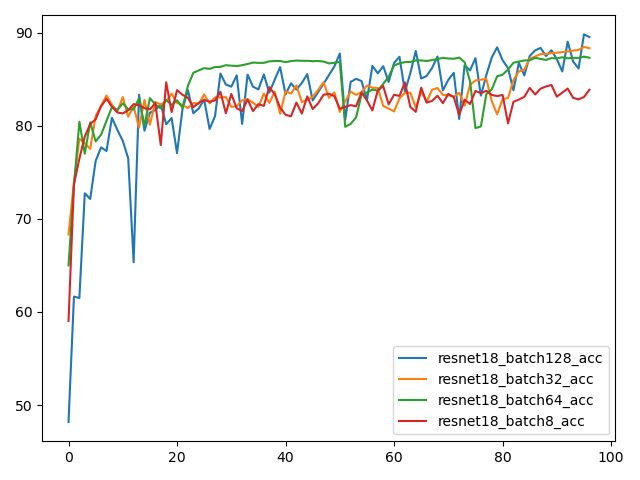 90
80
70
60
50
0 20 40 60 80 100
resnet18_batch128_acc
resnet18_batch32_acc
resnet18_batch64_acc
resnet18_batch8_acc